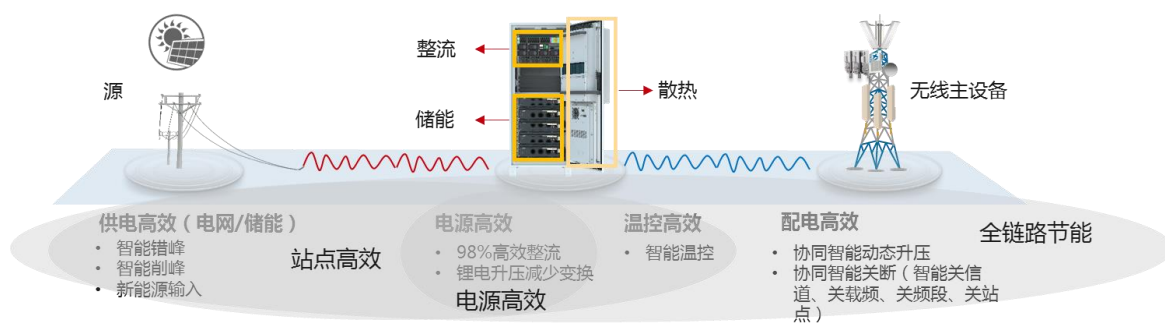 整流
源
储能
散热
无线主设备
供电高效（电网/储能）
• 智能错峰
• 智能削峰
• 新能源输入
站点高效
电源高效
• 98%高效整流
• 锂电升压减少变换
电源高效
温控高效
• 智能温控
配电高效
• 协同智能动态升压
• 协同智能关断（智能关信
道、关载频、关频段、关站
点）
全链路节能